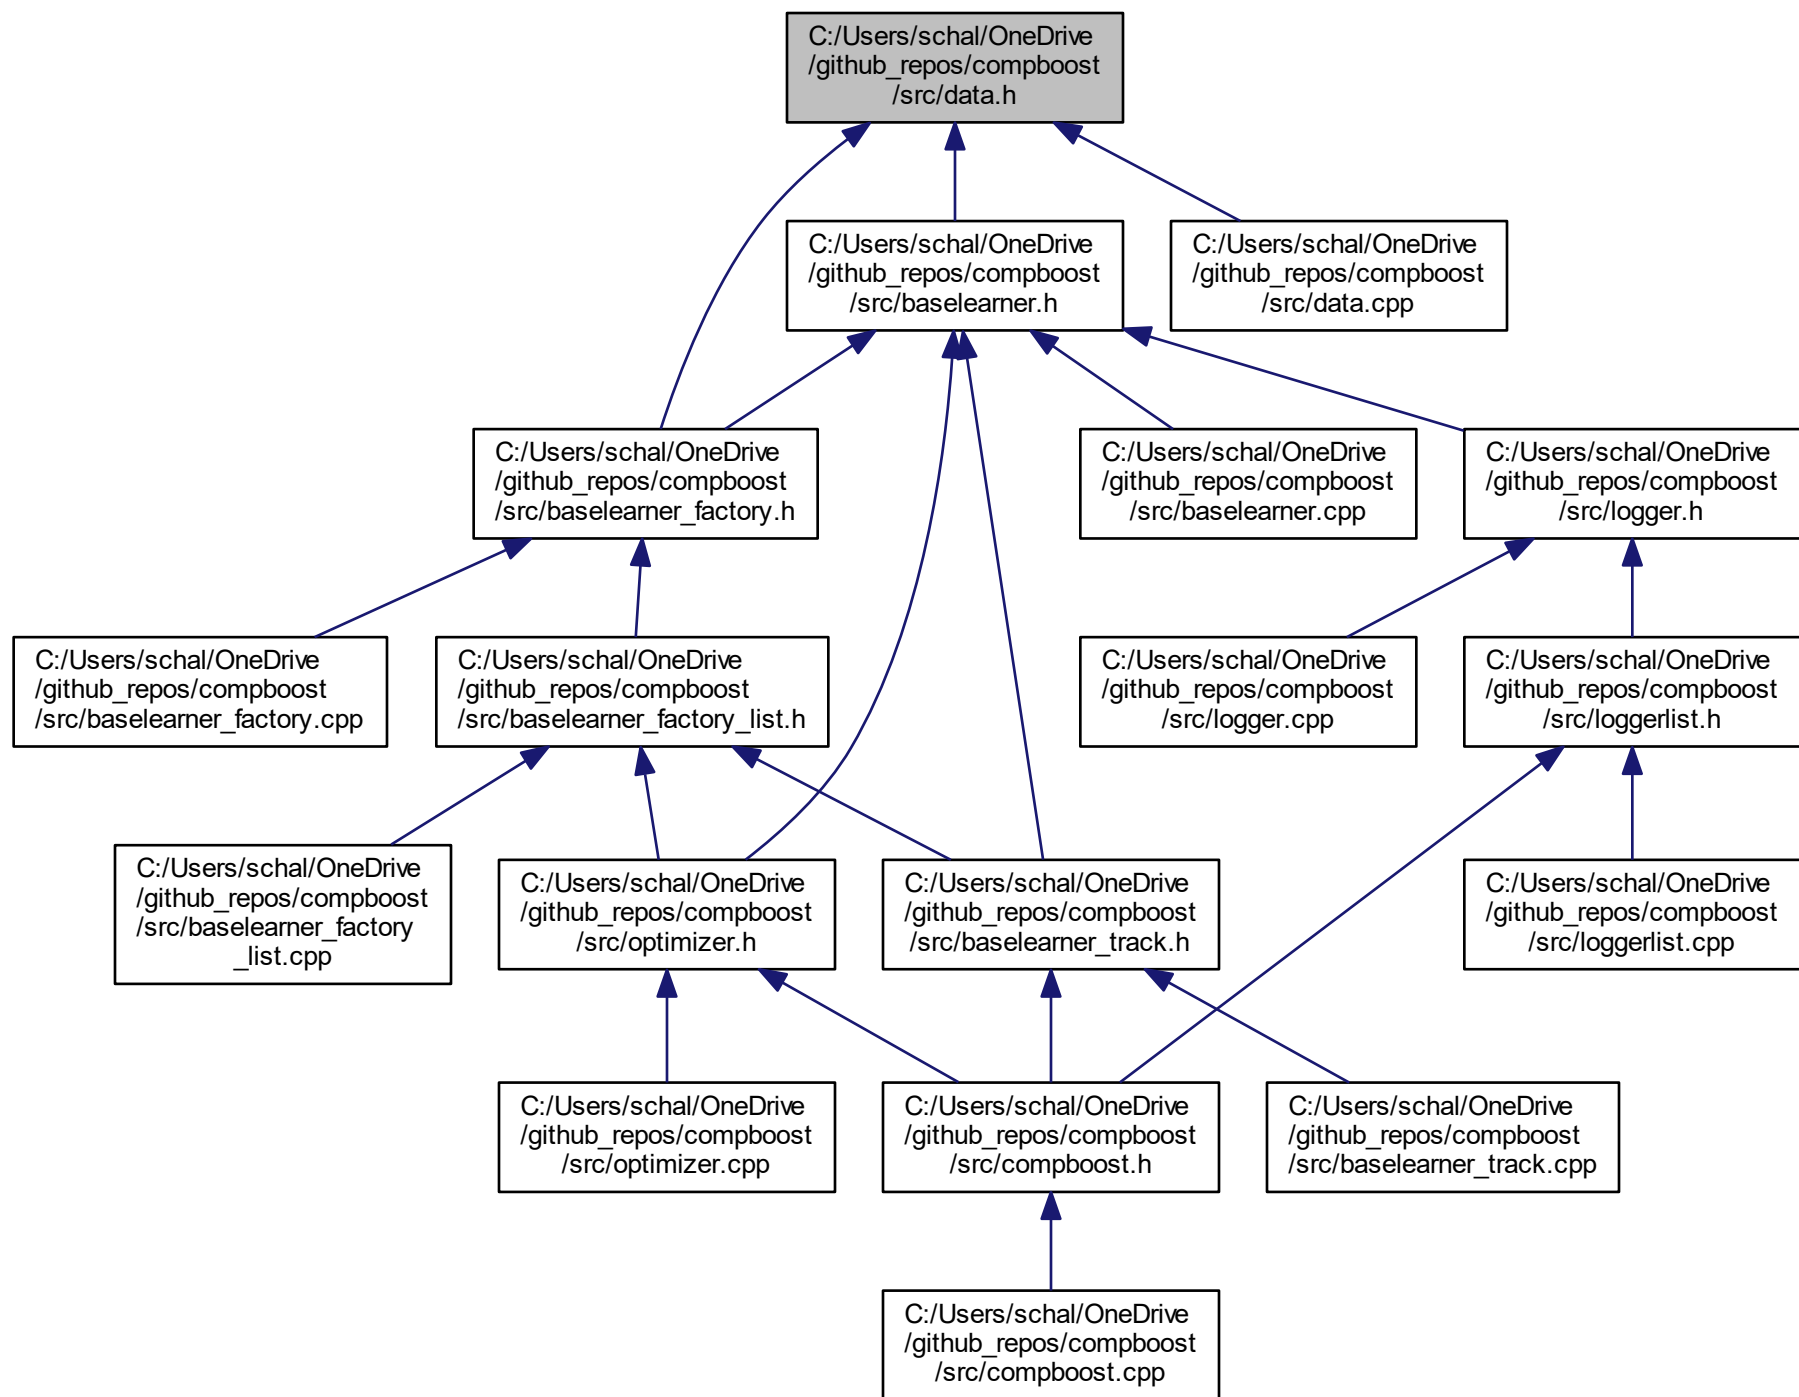 C:/Users/schal/OneDrive
/github_repos/compboost
/src/data.h
C:/Users/schal/OneDrive
/github_repos/compboost
/src/baselearner.h
C:/Users/schal/OneDrive
/github_repos/compboost
/src/data.cpp
C:/Users/schal/OneDrive
/github_repos/compboost
/src/baselearner_factory.h
C:/Users/schal/OneDrive
/github_repos/compboost
/src/baselearner.cpp
C:/Users/schal/OneDrive
/github_repos/compboost
/src/logger.h
C:/Users/schal/OneDrive
/github_repos/compboost
/src/baselearner_factory.cpp
C:/Users/schal/OneDrive
/github_repos/compboost
/src/baselearner_factory_list.h
C:/Users/schal/OneDrive
/github_repos/compboost
/src/logger.cpp
C:/Users/schal/OneDrive
/github_repos/compboost
/src/loggerlist.h
C:/Users/schal/OneDrive
/github_repos/compboost
/src/baselearner_factory
_list.cpp
C:/Users/schal/OneDrive
/github_repos/compboost
/src/optimizer.h
C:/Users/schal/OneDrive
/github_repos/compboost
/src/baselearner_track.h
C:/Users/schal/OneDrive
/github_repos/compboost
/src/loggerlist.cpp
C:/Users/schal/OneDrive
/github_repos/compboost
/src/optimizer.cpp
C:/Users/schal/OneDrive
/github_repos/compboost
/src/compboost.h
C:/Users/schal/OneDrive
/github_repos/compboost
/src/baselearner_track.cpp
C:/Users/schal/OneDrive
/github_repos/compboost
/src/compboost.cpp